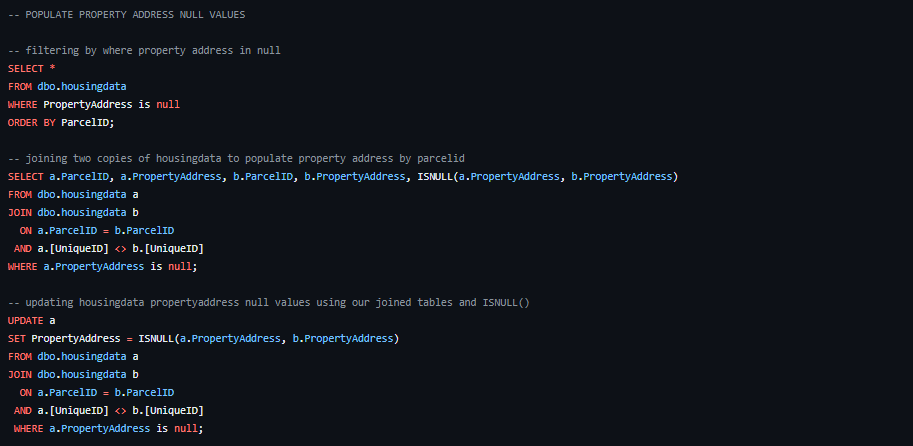 -- POPULATE PROPERTY ADDRESS NULL VALUES
-- filtering by where property address in null
SELECT *
FROM dbo.housingdata
WHERE PropertyAddress is null
ORDER BY ParcelID;
-- joining two copies of housingdata to populate property address by parcelid
SELECT a.ParcelID, a.PropertyAddress, b.ParcelID, b.PropertyAddress, ISNULL(a.PropertyAddress, b.PropertyAddress)
FROM dbo.housingdata a
JOIN dbo.housingdata b
  ON a.ParcelID = b.ParcelID
 AND a.[UniqueID] <> b.[UniqueID]
WHERE a.PropertyAddress is null;
-- updating housingdata propertyaddress null values using our joined tables and ISNULL()
UPDATE a
SET PropertyAddress = ISNULL(a.PropertyAddress, b.PropertyAddress)
FROM dbo.housingdata a
JOIN dbo.housingdata b
  ON a.ParcelID = b.ParcelID
 AND a.[UniqueID] <> b.[UniqueID]
 WHERE a.PropertyAddress is null;